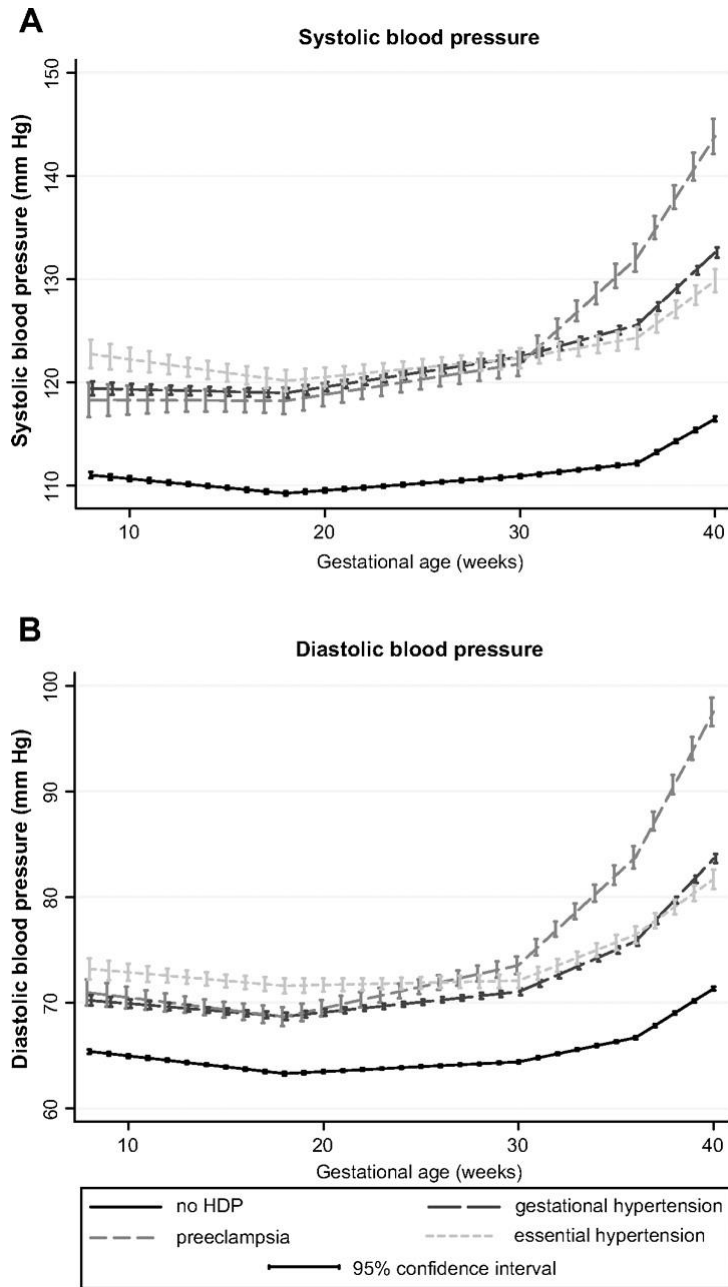 A
Systolic blood pressure
Systolic blood pressure (mm Hg)
150
140
130
120
110
10 20 30 40
Gestational age (weeks)
B
Diastolic blood pressure
Diastolic blood pressure (mm Hg)
100
90
80
70
60
10 20 30 40
Gestational age (weeks)
no HDP gestational hypertension
preeclampsia essential hypertension
95% confidence interval